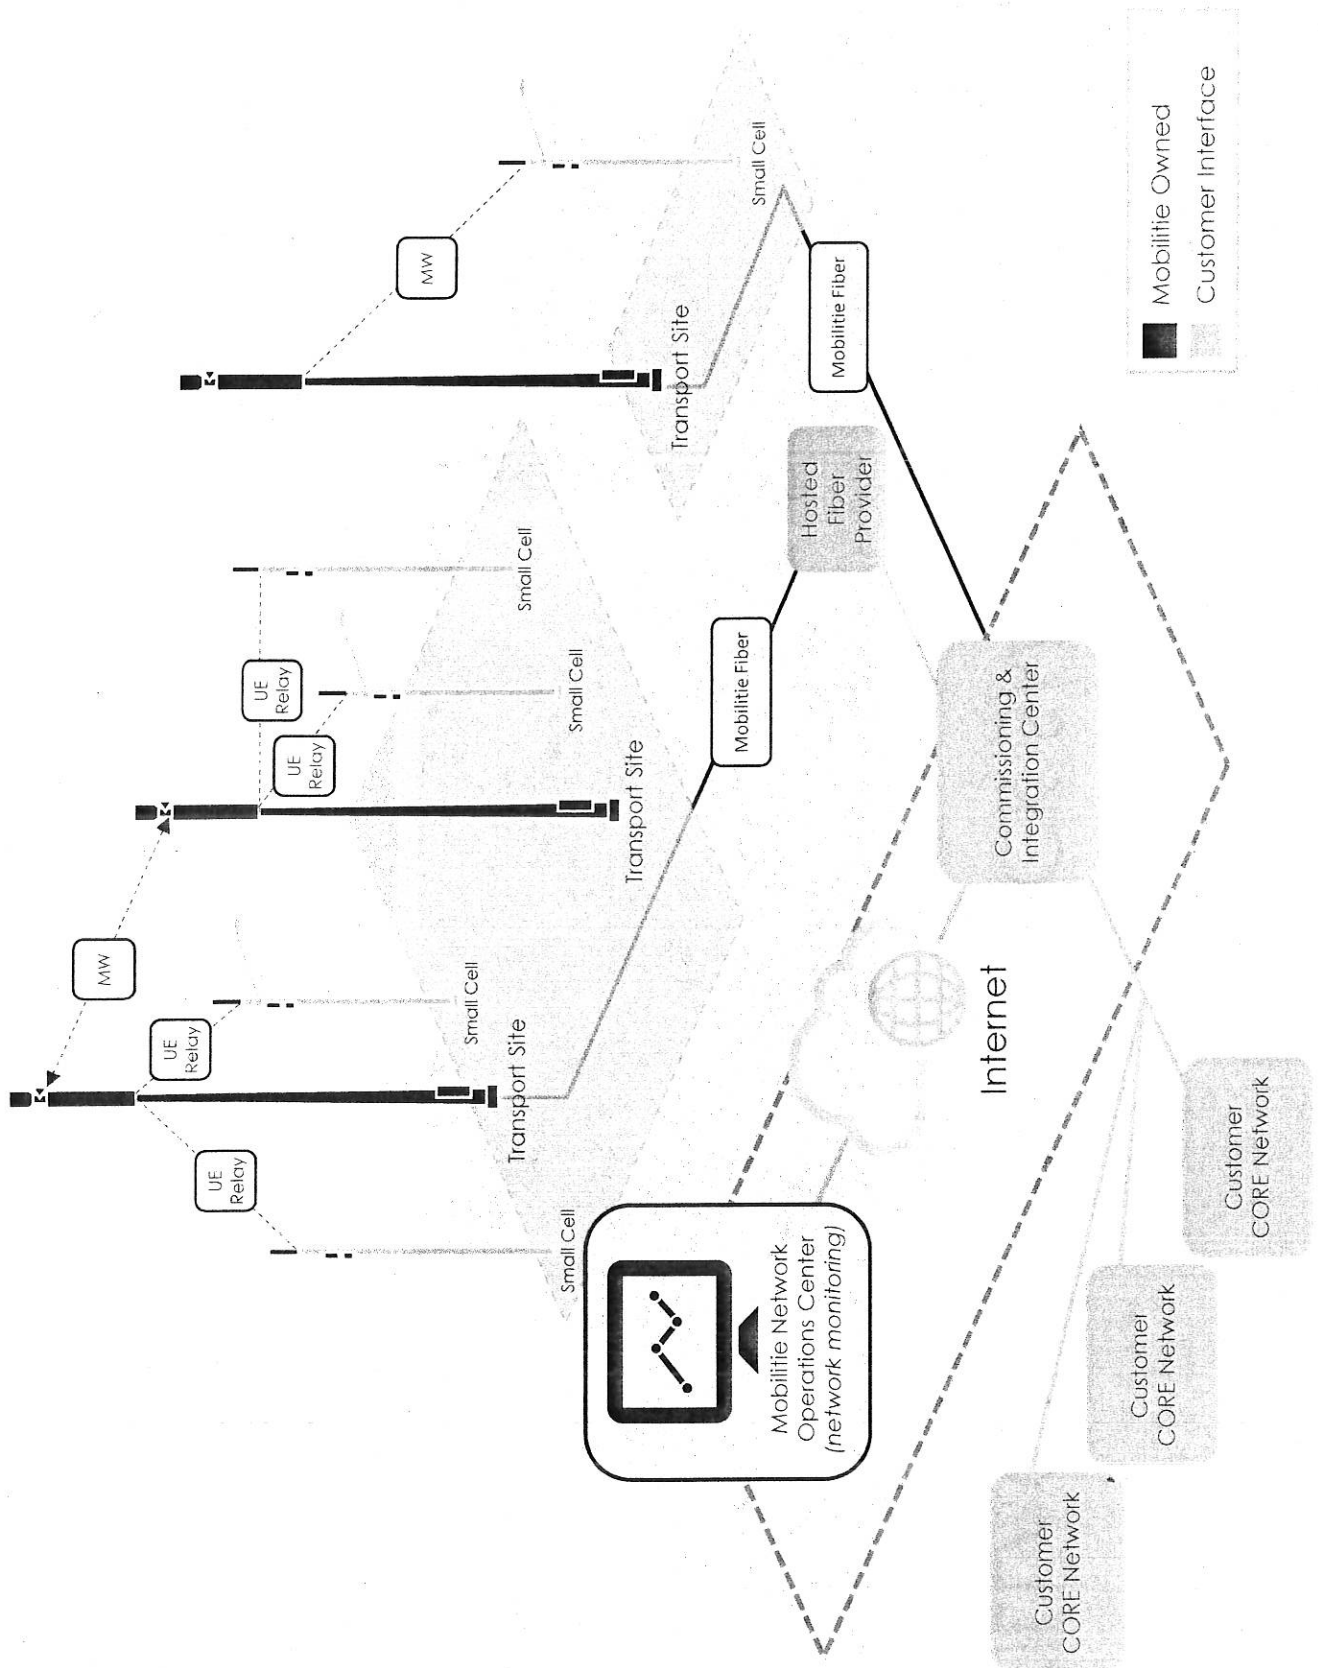 MW
UE
Relay
UE
Relay
UE
Relay
UE
Relay
MW
Small Cell
Small Cell
Small Cell
Small Cell
Small Cell
Transport Site
Transport Site
Transport Site
Mobilitie Fiber
Hosted
Fiber
Provider
Mobilitie Fiber
Mobilitie Network
Operations Center
(network monitoring)
Internet
Commissioning &
Integration Center
Customer
CORE Network
Customer
CORE Network
Customer
CORE Network
Mobilitie Owned
Customer Interface